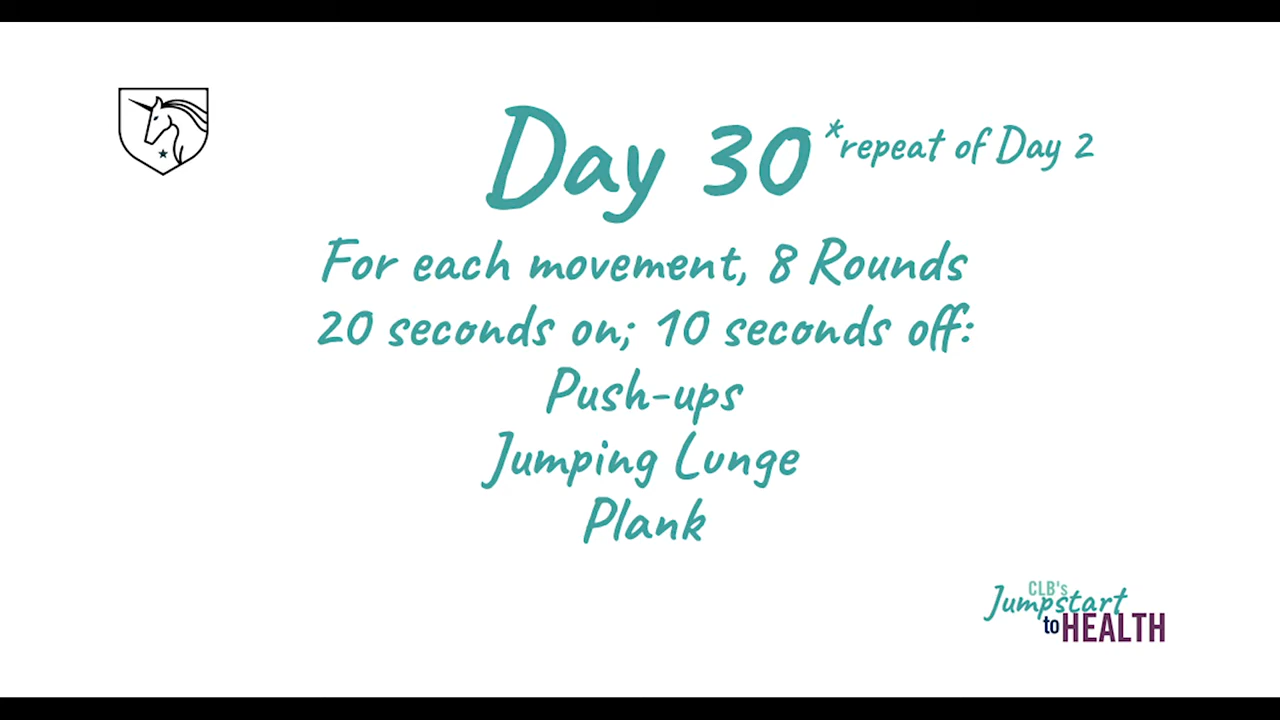 Day 30 *repeat of Day 2
For each movement, 8 Rounds
20 seconds on; 10 seconds off:
Push-ups
Jumping Lunge
Plank
CLB's
Jumpstart
to HEALTH